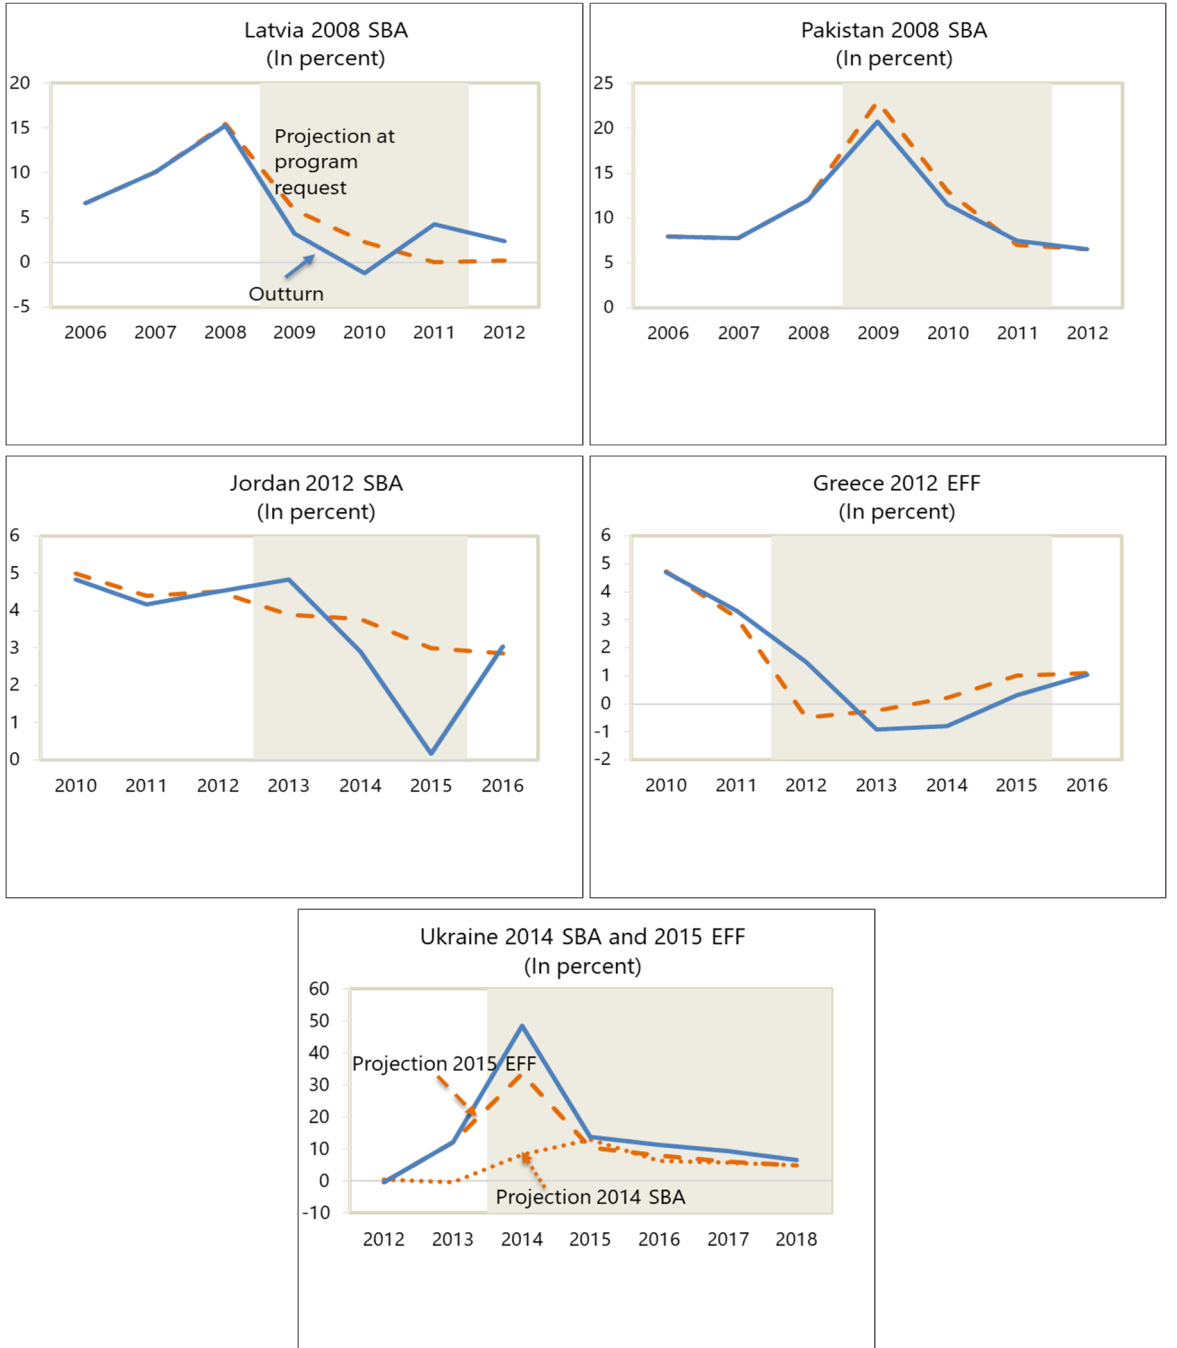 Latvia 2008 SBA
(In percent)
20
15
10
5
0
-5
Projection at
program
request
Outturn
2006 2007 2008 2009 2010 2011 2012
Pakistan 2008 SBA
(In percent)
25
20
15
10
5
0
2006 2007 2008 2009 2010 2011 2012
Jordan 2012 SBA
(In percent)
6
5
4
3
2
1
0
2010 2011 2012 2013 2014 2015 2016
Greece 2012 EFF
(In percent)
6
5
4
3
2
1
0
-1
-2
2010 2011 2012 2013 2014 2015 2016
Ukraine 2014 SBA and 2015 EFF
(In percent)
60
50
40
30
20
10
0
-10
Projection 2015 EFF
Projection 2014 SBA
2012 2013 2014 2015 2016 2017 2018